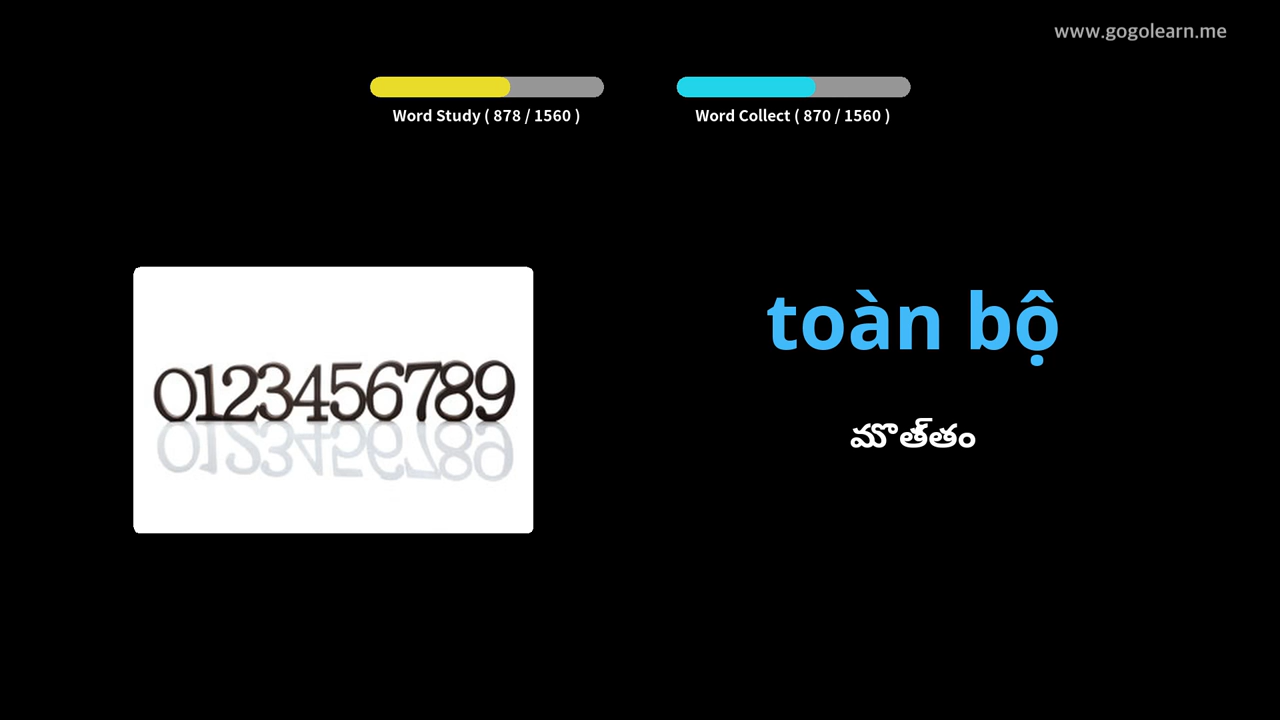 www.gogolearn.me
Word Study ( 878 / 1560 )
Word Collect ( 870 / 1560 )
0123456789
toàn bộ
మొత్తం